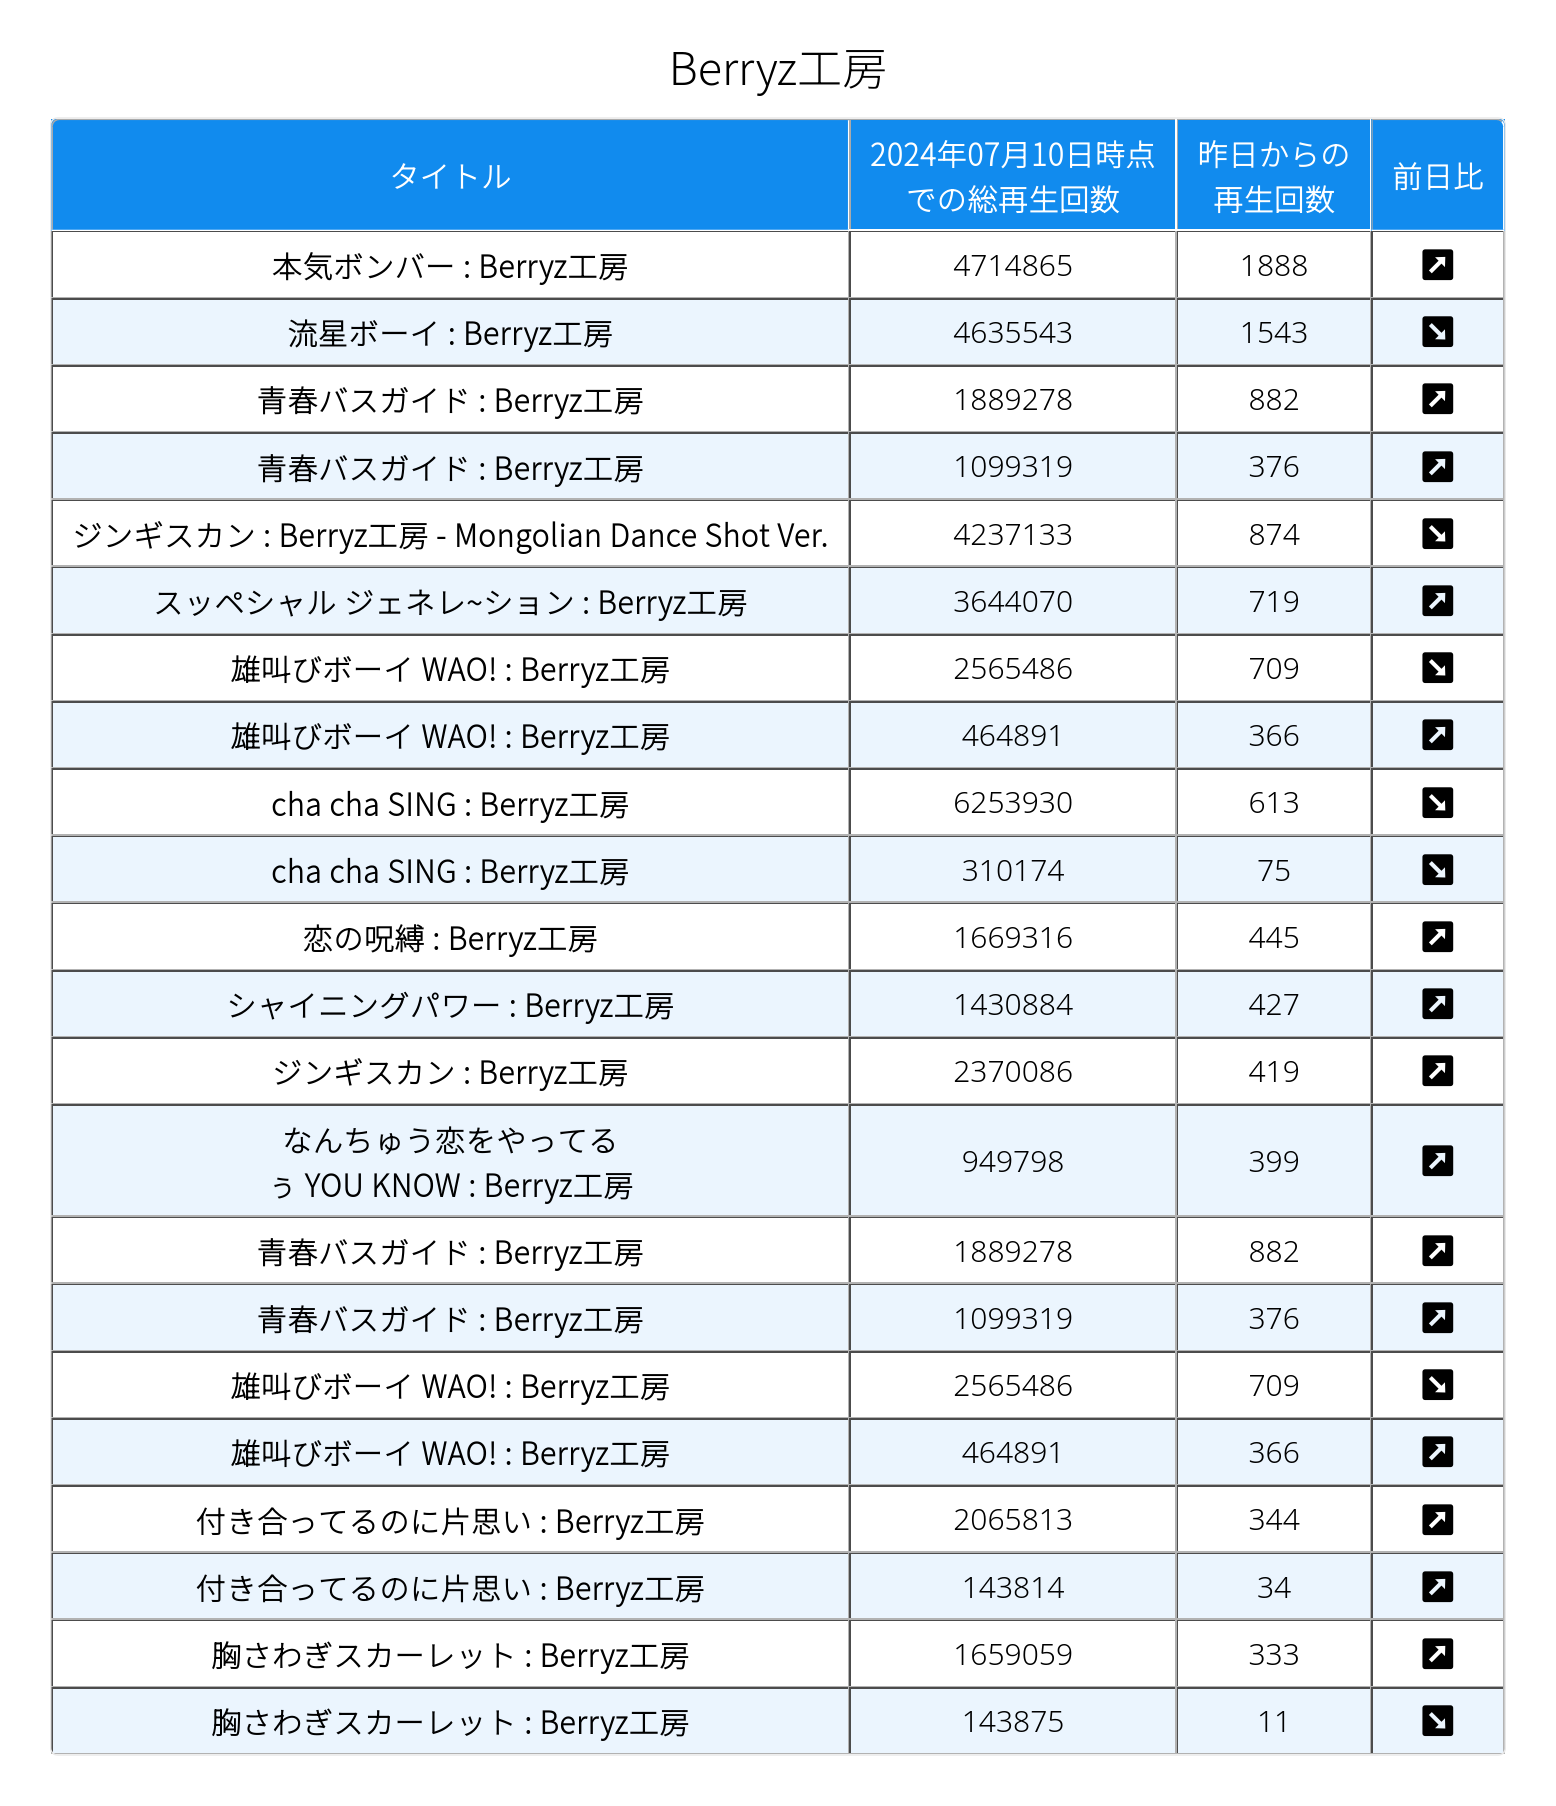 Berryz工房
タイトル
2024年07月10日時点
での総再生回数
昨日からの
再生回数
前日比
本気ボンバー : Berryz工房 4714865 1888 ↗
流星ボーイ : Berryz工房 4635543 1543 ↘
青春バスガイド : Berryz工房 1889278 882 ↗
青春バスガイド : Berryz工房 1099319 376 ↗
ジンギスカン : Berryz工房 - Mongolian Dance Shot Ver. 4237133 874 ↘
スッペシャル ジェネレ~ション : Berryz工房 3644070 719 ↗
雄叫びボーイ WAO! : Berryz工房 2565486 709 ↘
雄叫びボーイ WAO! : Berryz工房 464891 366 ↗
cha cha SING : Berryz工房 6253930 613 ↘
cha cha SING : Berryz工房 310174 75 ↘
恋の呪縛 : Berryz工房 1669316 445 ↗
シャイニングパワー : Berryz工房 1430884 427 ↗
ジンギスカン : Berryz工房 2370086 419 ↗
なんちゅう恋をやってる
ぅ YOU KNOW : Berryz工房 949798 399 ↗
青春バスガイド : Berryz工房 1889278 882 ↗
青春バスガイド : Berryz工房 1099319 376 ↗
雄叫びボーイ WAO! : Berryz工房 2565486 709 ↘
雄叫びボーイ WAO! : Berryz工房 464891 366 ↗
付き合ってるのに片思い : Berryz工房 2065813 344 ↗
付き合ってるのに片思い : Berryz工房 143814 34 ↗
胸さわぎスカーレット : Berryz工房 1659059 333 ↗
胸さわぎスカーレット : Berryz工房 143875 11 ↘